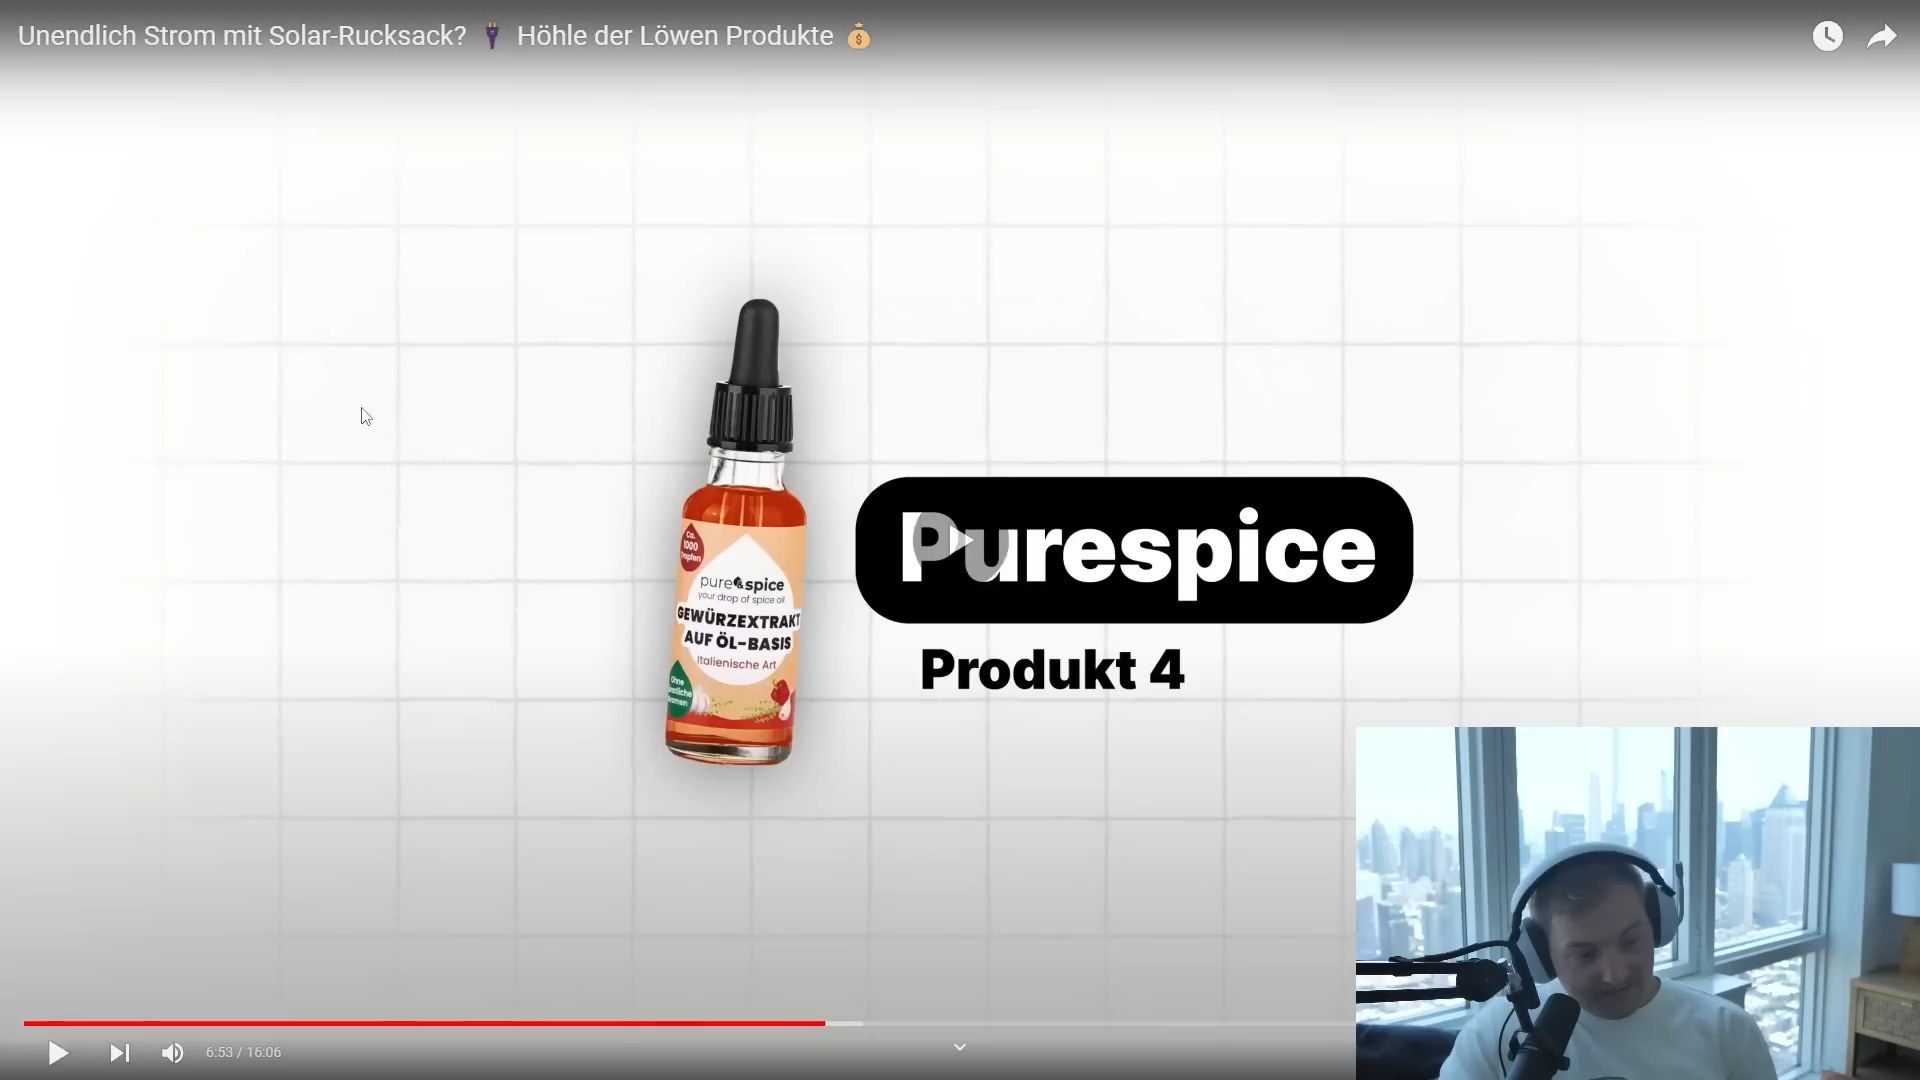 Unendlich Strom mit Solar-Rucksack? Höhle der Löwen Produkte
Purespice
Produkt 4
Ca.
1000
Tropfen
pure&spice
your drop of spice oil
GEWÜRZEXTRAKT
AUF ÖL-BASIS
Italienische Art
Ohne
6:53 / 16:06